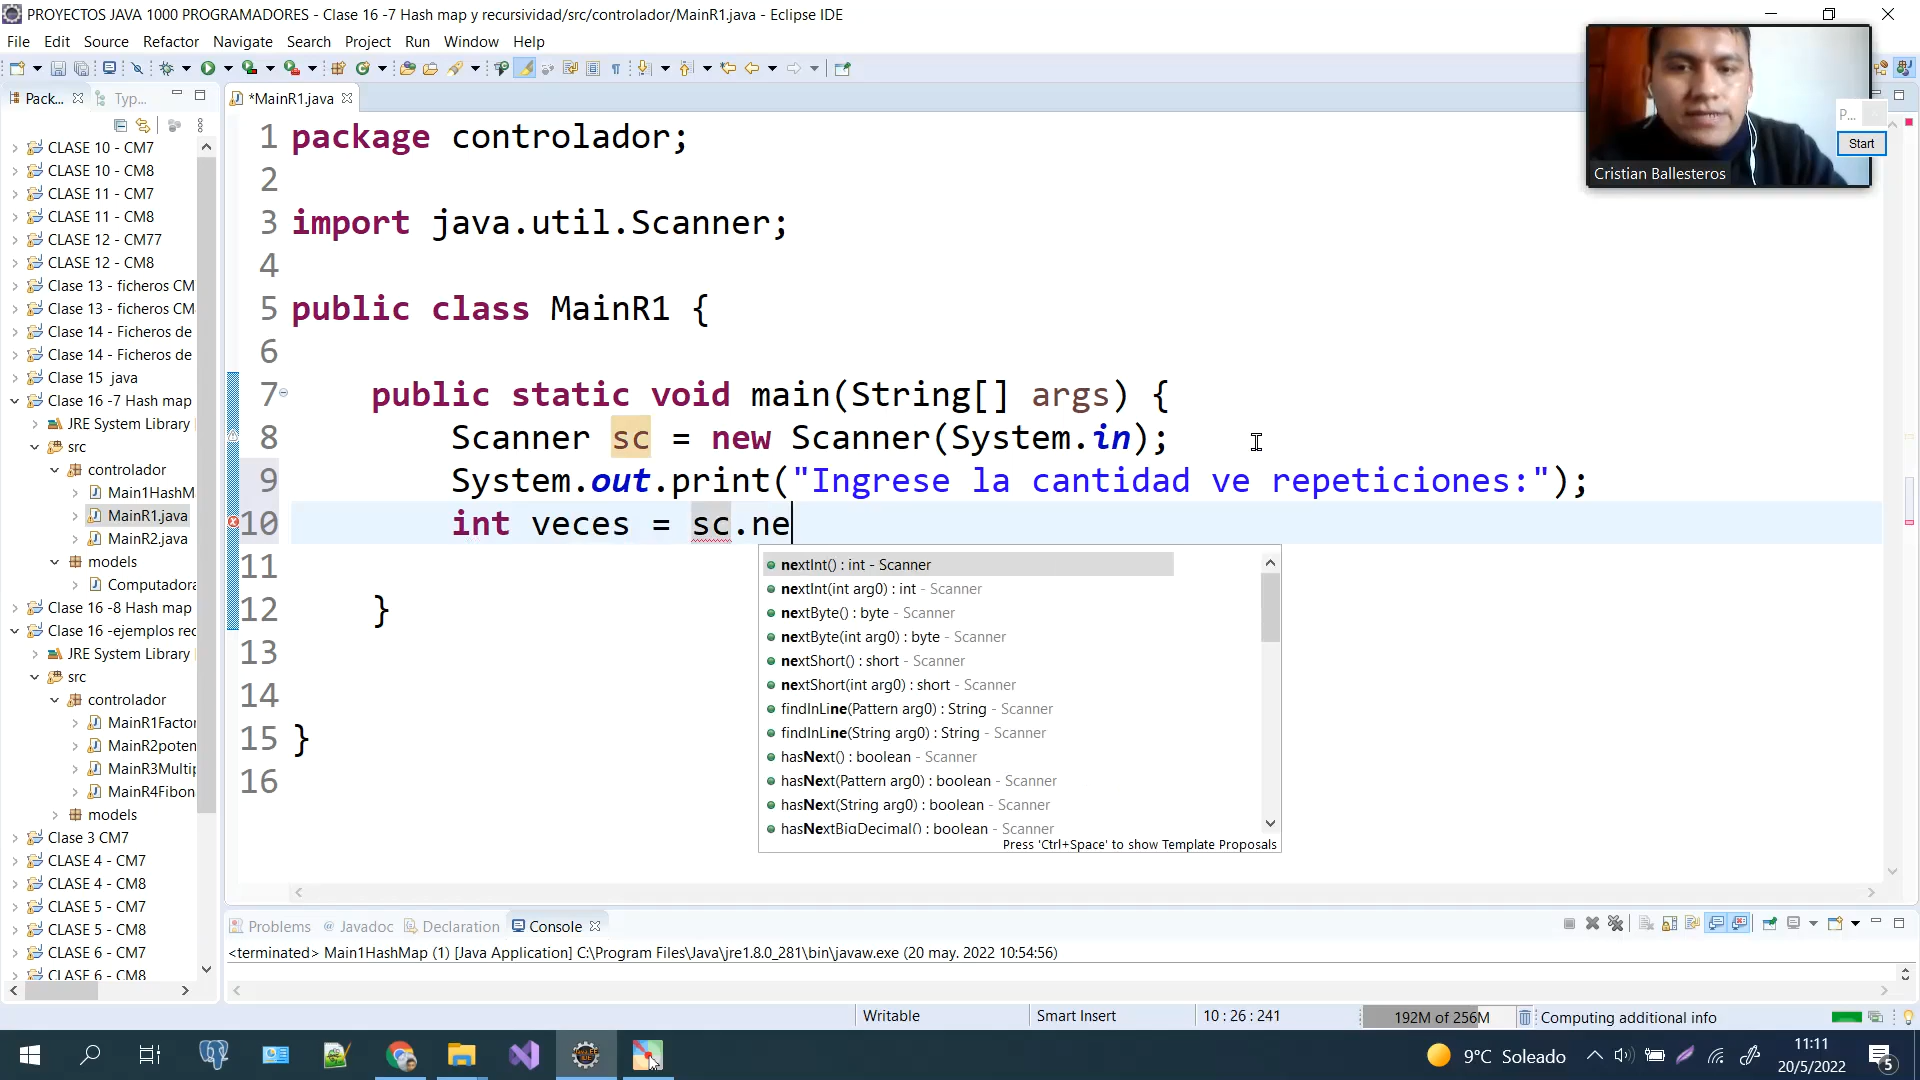 PROYECTOS JAVA 1000 PROGRAMADORES - Clase 16 -7 Hash map y recursividad/src/controlador/MainR1.java - Eclipse IDE
File Edit Source Refactor Navigate Search Project Run Window Help
Pack... Typ...
*MainR1.java
P...
Start
Cristian Ballesteros
CLASE 10 - CM7
CLASE 10 - CM8
CLASE 11 - CM7
CLASE 11 - CM8
CLASE 12 - CM77
CLASE 12 - CM8
Clase 13 - ficheros CM
Clase 13 - ficheros CM
Clase 14 - Ficheros de
Clase 14 - Ficheros de
Clase 15 java
Clase 16 -7 Hash map
JRE System Library
src
controlador
Main1HashM
MainR1.java
MainR2.java
models
Computadora
Clase 16 -8 Hash map
Clase 16 -ejemplos rec
JRE System Library
src
controlador
MainR1Factor
MainR2poten
MainR3Multip
MainR4Fibon
models
Clase 3 CM7
CLASE 4 - CM7
CLASE 4 - CM8
CLASE 5 - CM7
CLASE 5 - CM8
CLASE 6 - CM7
CLASE 6 - CM8
1 package controlador;
2
3 import java.util.Scanner;
4
5 public class MainR1 {
6
7 public static void main(String[] args) {
8 Scanner sc = new Scanner(System.in);
9 System.out.print("Ingrese la cantidad ve repeticiones:");
10 int veces = sc.ne
11
12 }
13
14
15 }
16
nextInt() : int - Scanner
nextInt(int arg0) : int - Scanner
nextByte() : byte - Scanner
nextByte(int arg0) : byte - Scanner
nextShort() : short - Scanner
nextShort(int arg0) : short - Scanner
findInLine(Pattern arg0) : String - Scanner
findInLine(String arg0) : String - Scanner
hasNext() : boolean - Scanner
hasNext(Pattern arg0) : boolean - Scanner
hasNext(String arg0) : boolean - Scanner
hasNextBigDecimal() : boolean - Scanner
Press 'Ctrl+Space' to show Template Proposals
Problems @ Javadoc Declaration Console
<terminated> Main1HashMap (1) [Java Application] C:\Program Files\Java\jre1.8.0_281\bin\javaw.exe (20 may. 2022 10:54:56)
Writable Smart Insert 10 : 26 : 241 192M of 256M Computing additional info
9°C Soleado
11:11
20/5/2022
5